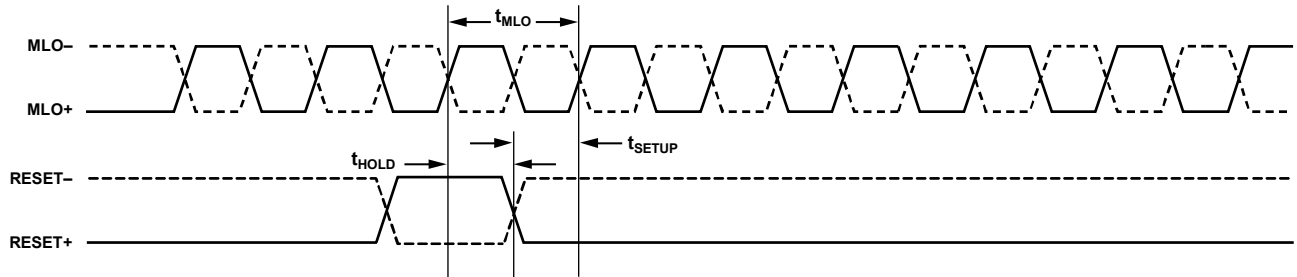 tMLO
MLO–
MLO+
tSETUP
tHOLD
RESET–
RESET+